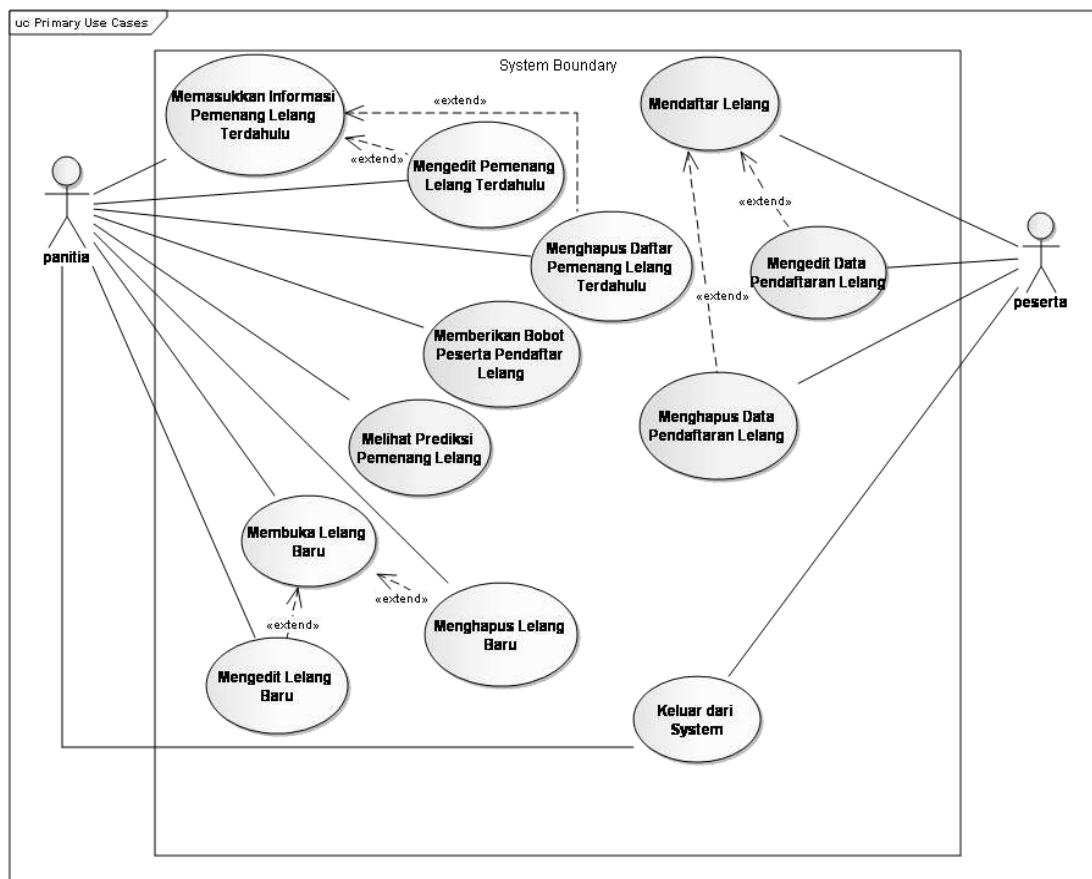 uc Primary Use Cases
System Boundary
Memasukkan Informasi
Pemenang Lelang
Terdahulu
«extend»
Mendaftar Lelang
«extend»
Mengedit Pemenang
Lelang Terdahulu
panitia
«extend»
Menghapus Daftar
Pemenang Lelang
Terdahulu
Mengedit Data
Pendaftaran Lelang
peserta
«extend»
Memberikan Bobot
Peserta Pendaftar
Lelang
Melihat Prediksi
Pemenang Lelang
Menghapus Data
Pendaftaran Lelang
Membuka Lelang
Baru
«extend»
«extend»
Menghapus Lelang
Baru
Mengedit Lelang
Baru
Keluar dari
System